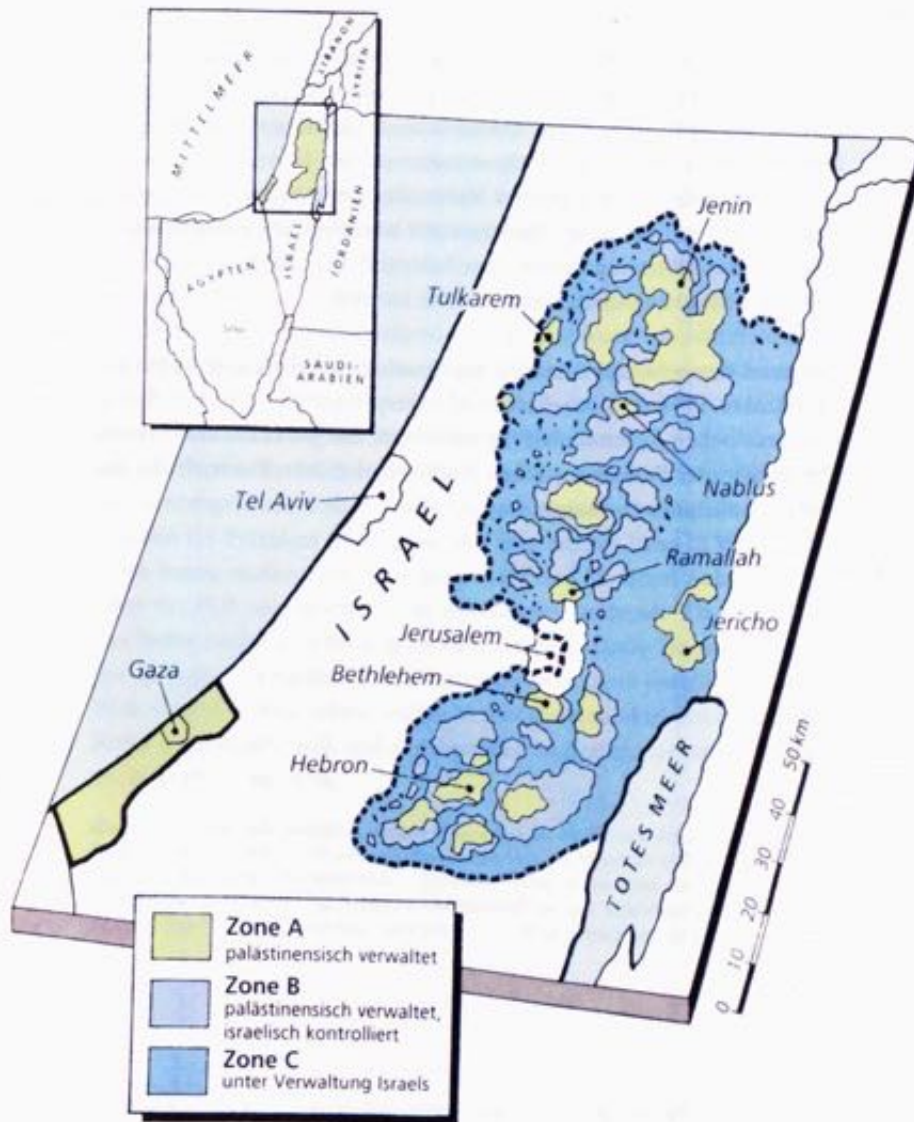 MITTELMEER
LIBANON
SYRIEN
ISRAEL
JORDANIEN
ÄGYPTEN
SAUDI-
ARABIEN
Jenin
Tulkarem
Tel Aviv
ISRAEL
Nablus
Ramallah
Jerusalem
Jericho
Bethlehem
Gaza
Hebron
TOTES MEER
0
10
20
30
40
50 km
Zone A
palästinensisch verwaltet
Zone B
palästinensisch verwaltet,
israelisch kontrolliert
Zone C
unter Verwaltung Israels